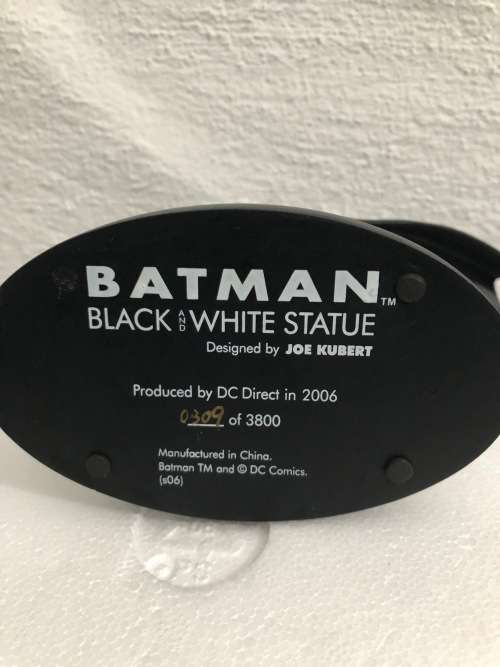 BATMAN™
BLACK AND WHITE STATUE
Designed by JOE KUBERT
Produced by DC Direct in 2006
0309 of 3800
Manufactured in China.
Batman TM and © DC Comics.
(s06)